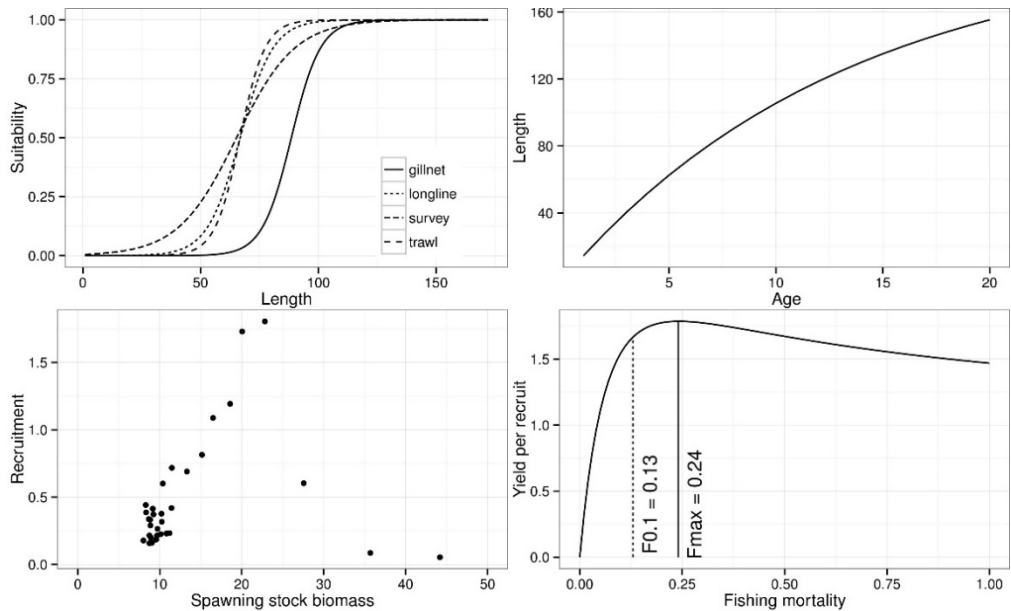 1.00
0.75
0.50
0.25
0.00
Suitability
gillnet
longline
survey
trawl
0
50
100
150
Length
160
120
80
40
Length
5
10
15
20
Age
1.5
1.0
0.5
0.0
Recruitment
0
10
20
30
40
50
Spawning stock biomass
1.5
1.0
0.5
0.0
Yield per recruit
F0.1 = 0.13
Fmax = 0.24
0.00
0.25
0.50
0.75
1.00
Fishing mortality